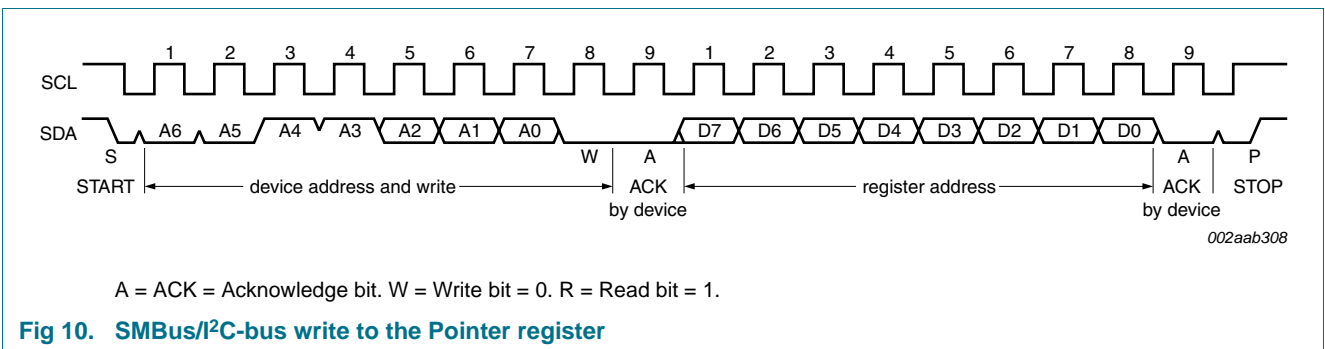 1 2 3 4 5 6 7 8 9 1 2 3 4 5 6 7 8 9
SCL
SDA A6 A5 A4 A3 A2 A1 A0 D7 D6 D5 D4 D3 D2 D1 D0
S W A A P
START device address and write ACK register address ACK STOP
by device by device
002aab308
A = ACK = Acknowledge bit. W = Write bit = 0. R = Read bit = 1.
Fig 10. SMBus/I²C-bus write to the Pointer register